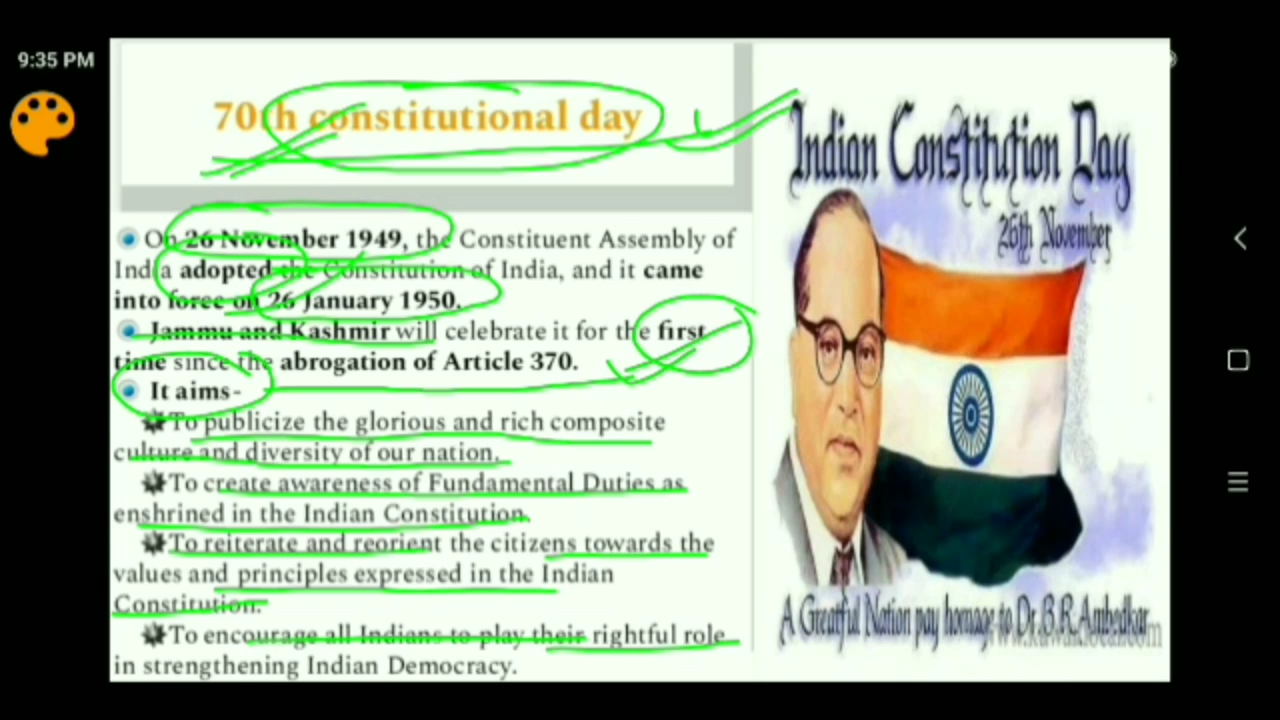 9:35 PM
70th constitutional day
On 26 November 1949, the Constituent Assembly of
India adopted the Constitution of India, and it came
into force on 26 January 1950.
Jammu and Kashmir will celebrate it for the first
time since the abrogation of Article 370.
It aims-
To publicize the glorious and rich composite
culture and diversity of our nation.
To create awareness of Fundamental Duties as
enshrined in the Indian Constitution.
To reiterate and reorient the citizens towards the
values and principles expressed in the Indian
Constitution.
To encourage all Indians to play their rightful role
in strengthening Indian Democracy.
Indian Constitution Day
26th November
A Greatful Nation pay homage to Dr.B.R.Ambedkar